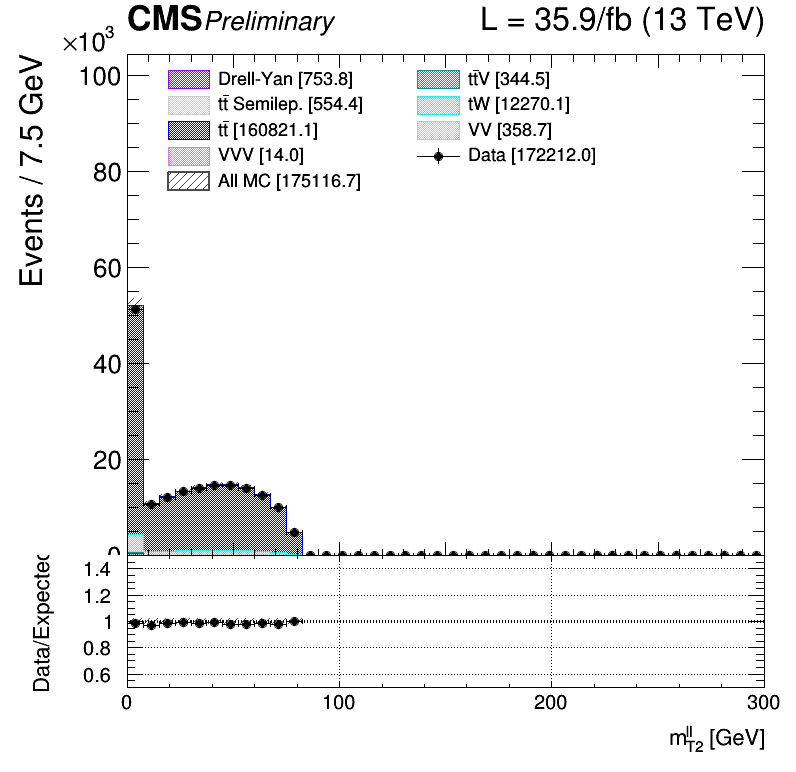 CMS Preliminary L = 35.9/fb (13 TeV)
×10³
Events / 7.5 GeV
100
80
60
40
20
0
Drell-Yan [753.8]
tt̄ Semilep. [554.4]
tt̄ [160821.1]
VVV [14.0]
All MC [175116.7]
tt̄V [344.5]
tW [12270.1]
VV [358.7]
Data [172212.0]
Data/Expected
1.4
1.2
1
0.8
0.6
0 100 200 300
m_T2^ll [GeV]